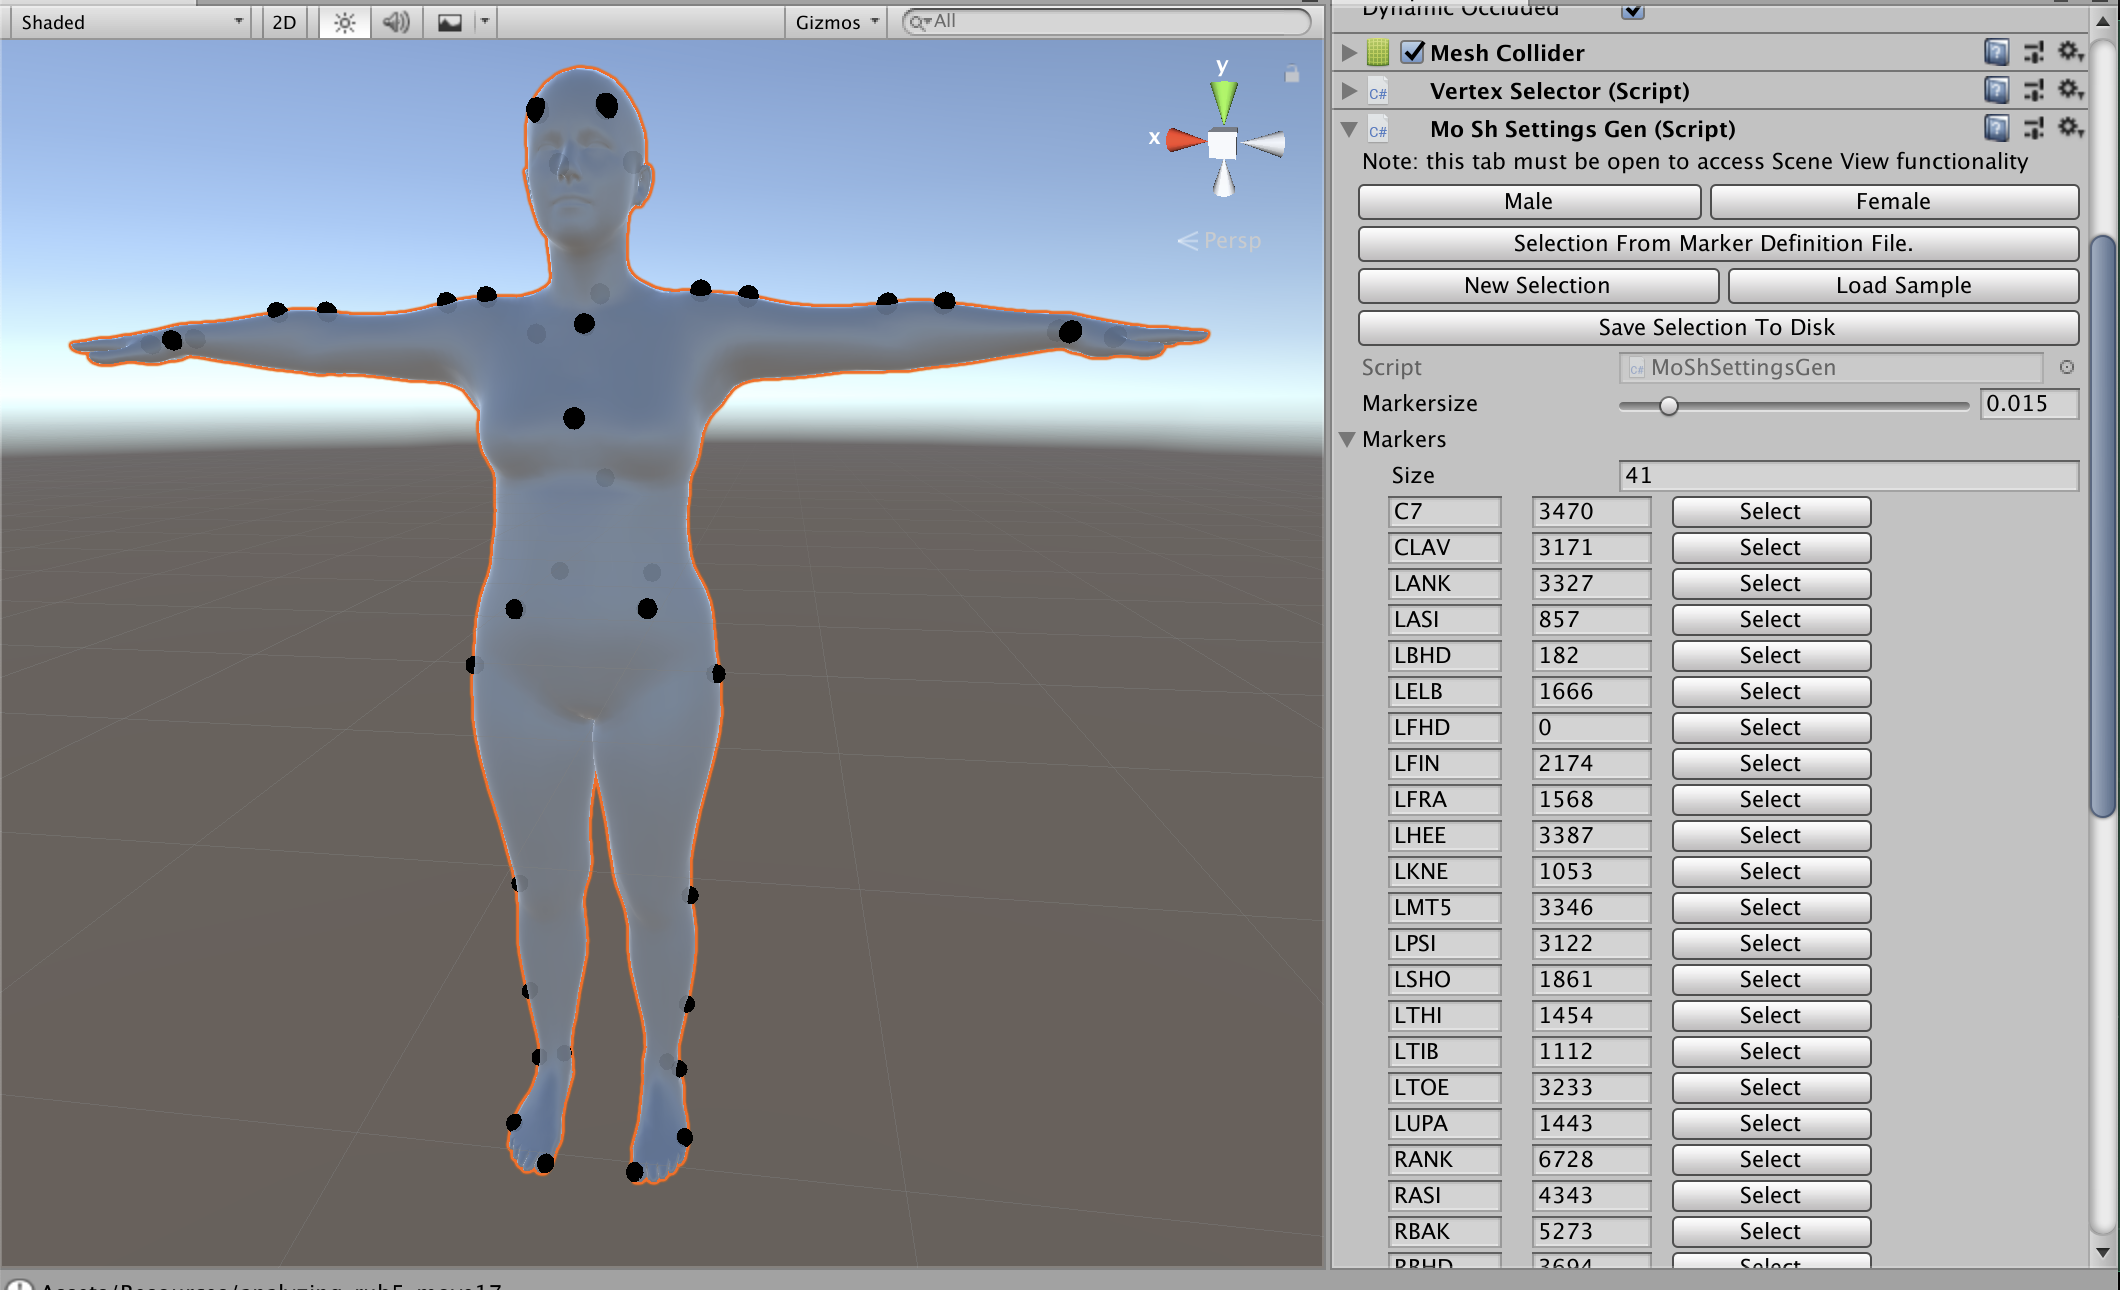 Shaded
2D
Gizmos
All
y
x
Persp
Dynamic Occluded
Mesh Collider
C# Vertex Selector (Script)
C# Mo Sh Settings Gen (Script)
Note: this tab must be open to access Scene View functionality
Male Female
Selection From Marker Definition File.
New Selection Load Sample
Save Selection To Disk
Script C# MoShSettingsGen
Markersize 0.015
Markers
Size 41
C7 3470 Select
CLAV 3171 Select
LANK 3327 Select
LASI 857 Select
LBHD 182 Select
LELB 1666 Select
LFHD 0 Select
LFIN 2174 Select
LFRA 1568 Select
LHEE 3387 Select
LKNE 1053 Select
LMT5 3346 Select
LPSI 3122 Select
LSHO 1861 Select
LTHI 1454 Select
LTIB 1112 Select
LTOE 3233 Select
LUPA 1443 Select
RANK 6728 Select
RASI 4343 Select
RBAK 5273 Select
RBHD 3694 Select
Assets/Resources/analyzing_rub5_move17